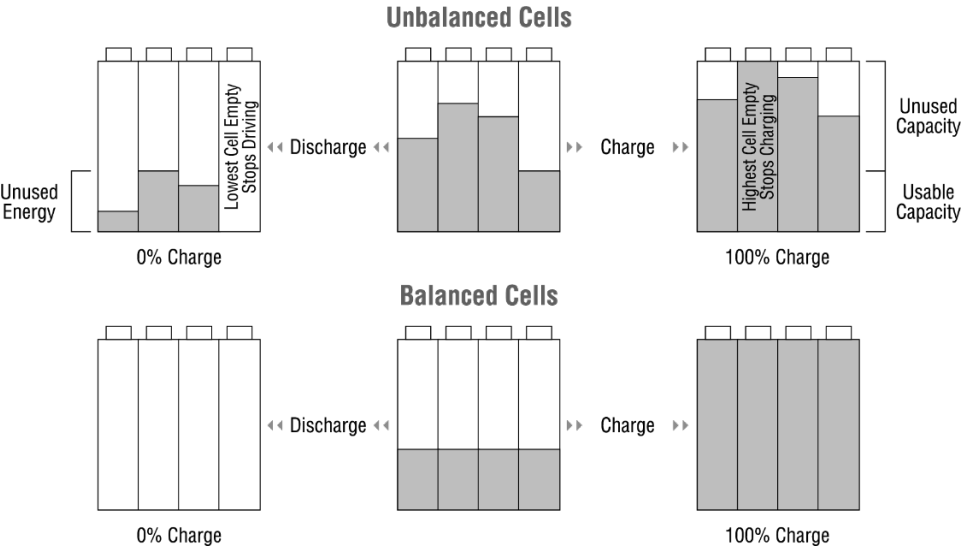 Unbalanced Cells
Lowest Cell Empty
Stops Driving
Discharge
Charge
Highest Cell Empty
Stops Charging
Unused
Capacity
Unused
Energy
Usable
Capacity
0% Charge
100% Charge
Balanced Cells
Discharge
Charge
0% Charge
100% Charge